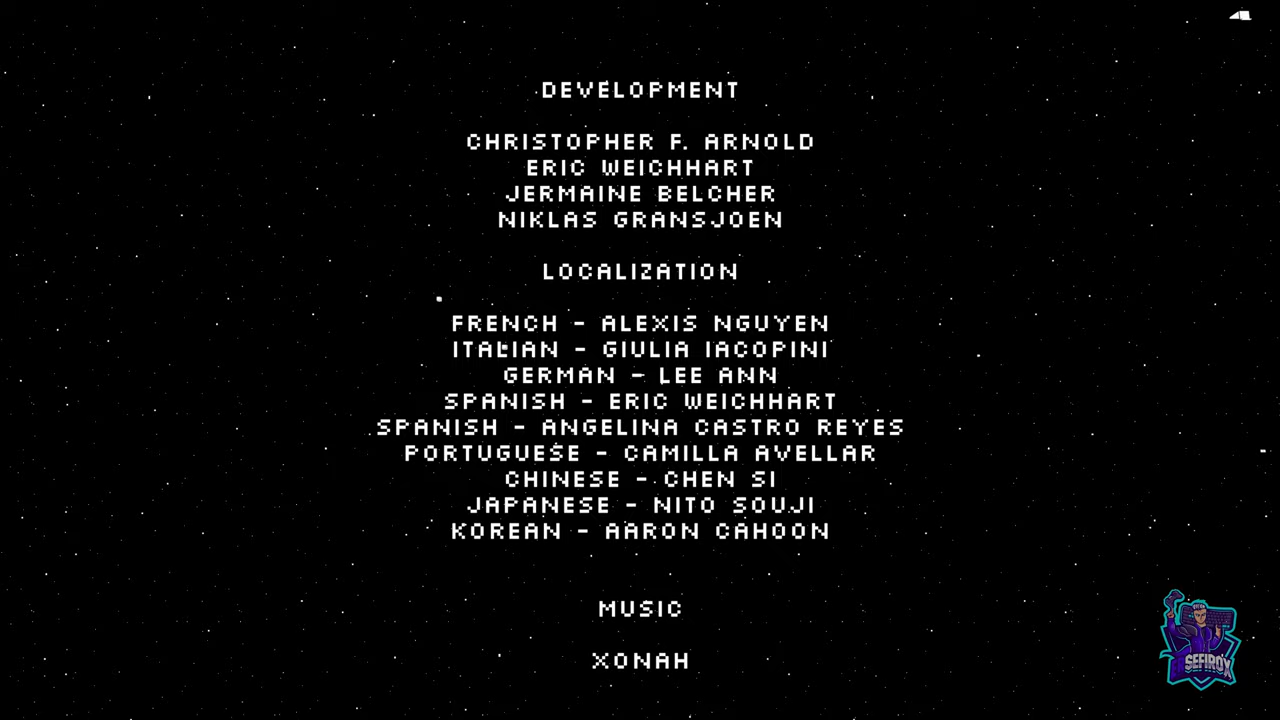 DEVELOPMENT
CHRISTOPHER F. ARNOLD
ERIC WEICHHART
JERMAINE BELCHER
NIKLAS GRANSJOEN
LOCALIZATION
FRENCH - ALEXIS NGUYEN
ITALIAN - GIULIA IACOPINI
GERMAN - LEE ANN
SPANISH - ERIC WEICHHART
SPANISH - ANGELINA CASTRO REYES
PORTUGUESE - CAMILLA AVELLAR
CHINESE - CHEN SI
JAPANESE - NITO SOUJI
KOREAN - AARON CAHOON
MUSIC
XONAH
SEFIROX